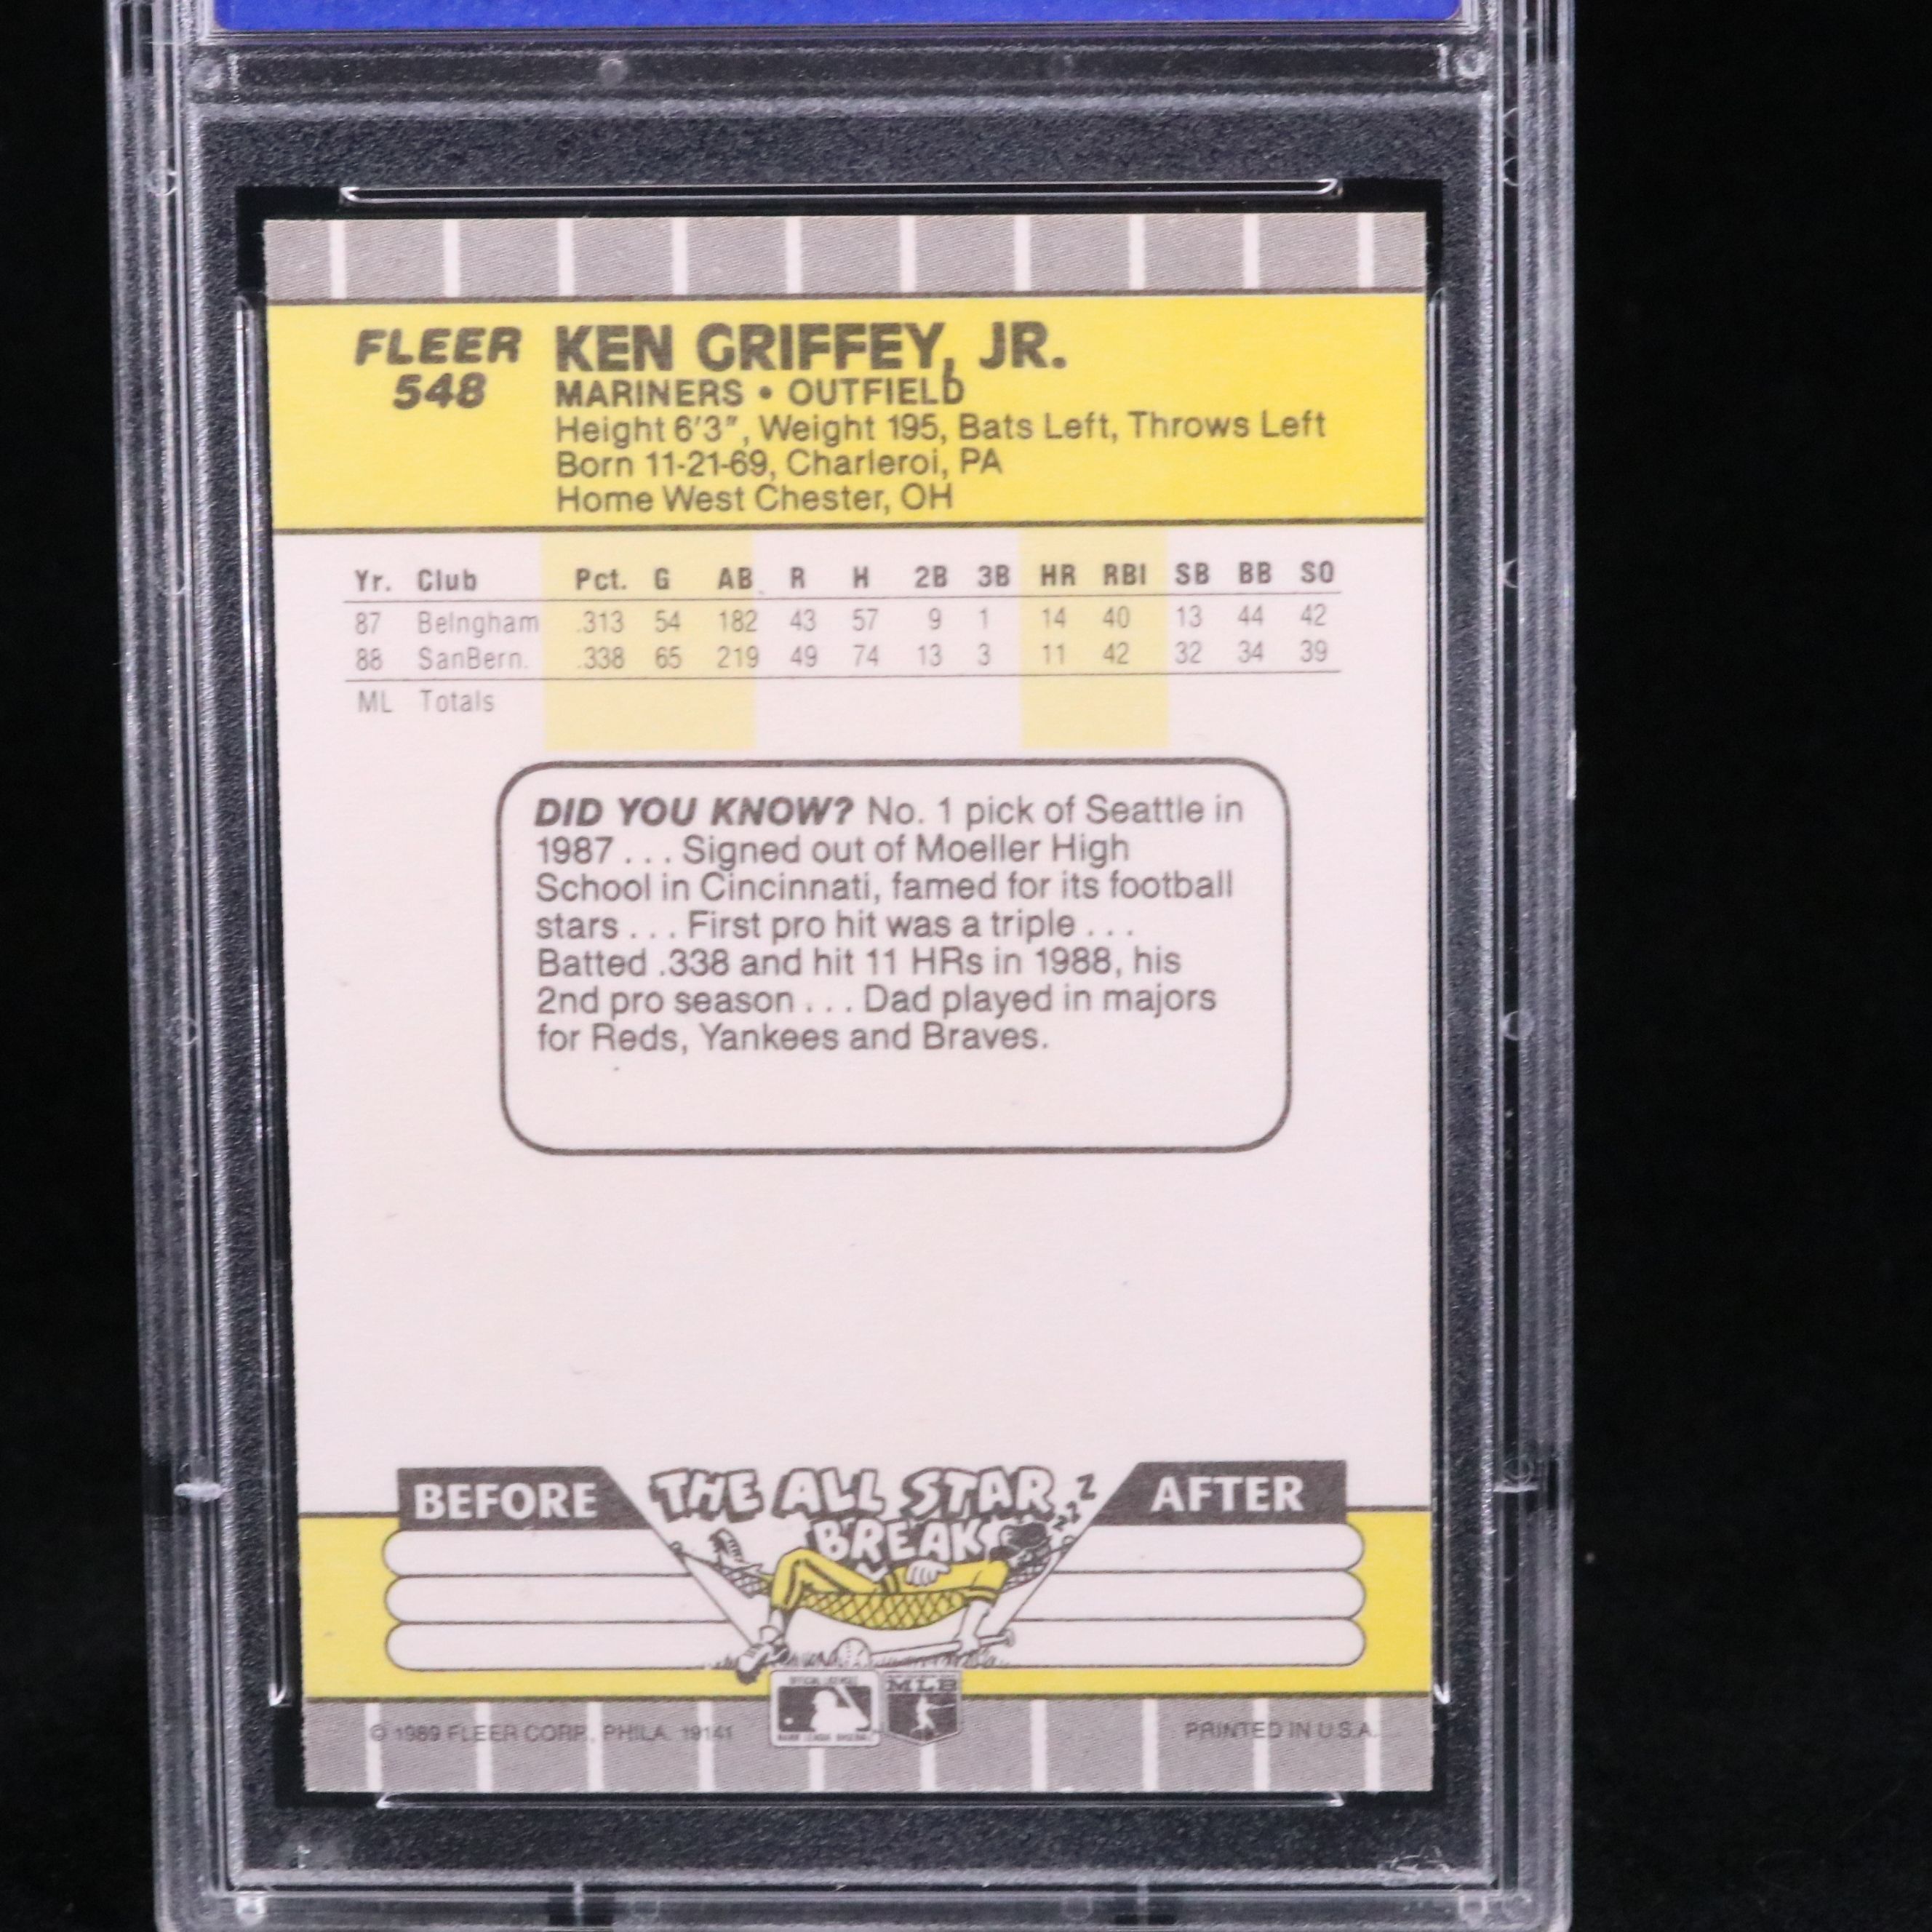 FLEER KEN GRIFFEY, JR.
548 MARINERS • OUTFIELD
Height 6'3", Weight 195, Bats Left, Throws Left
Born 11-21-69, Charleroi, PA
Home West Chester, OH
Yr. Club Pct. G AB R H 2B 3B HR RBI SB BB SO
87 Belngham .313 54 182 43 57 9 1 14 40 13 44 42
88 SanBern. .338 65 219 49 74 13 3 11 42 32 34 39
ML Totals
DID YOU KNOW? No. 1 pick of Seattle in
1987 . . . Signed out of Moeller High
School in Cincinnati, famed for its football
stars . . . First pro hit was a triple . . .
Batted .338 and hit 11 HRs in 1988, his
2nd pro season . . . Dad played in majors
for Reds, Yankees and Braves.
BEFORE THE ALL STAR BREAK AFTER
zzz
MLB
© 1989 FLEER CORP., PHILA. 19141 PRINTED IN U.S.A.